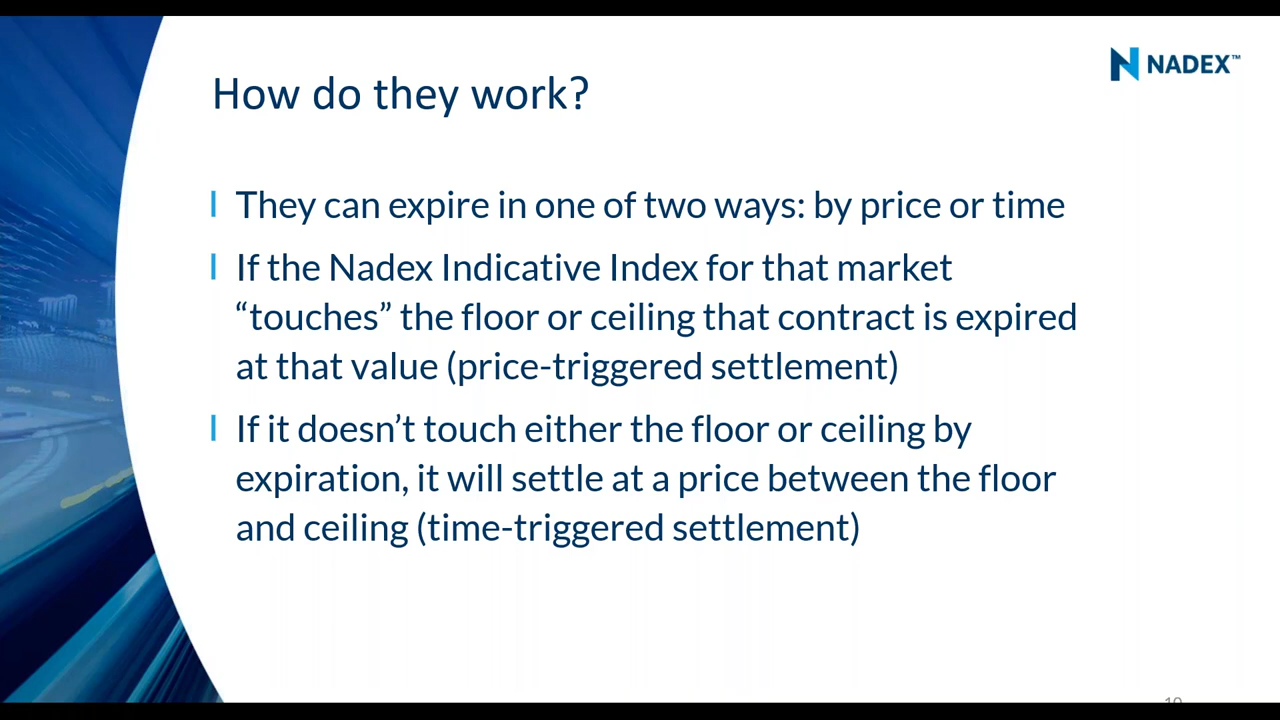 NADEX™
How do they work?
They can expire in one of two ways: by price or time
If the Nadex Indicative Index for that market
“touches” the floor or ceiling that contract is expired
at that value (price-triggered settlement)
If it doesn’t touch either the floor or ceiling by
expiration, it will settle at a price between the floor
and ceiling (time-triggered settlement)